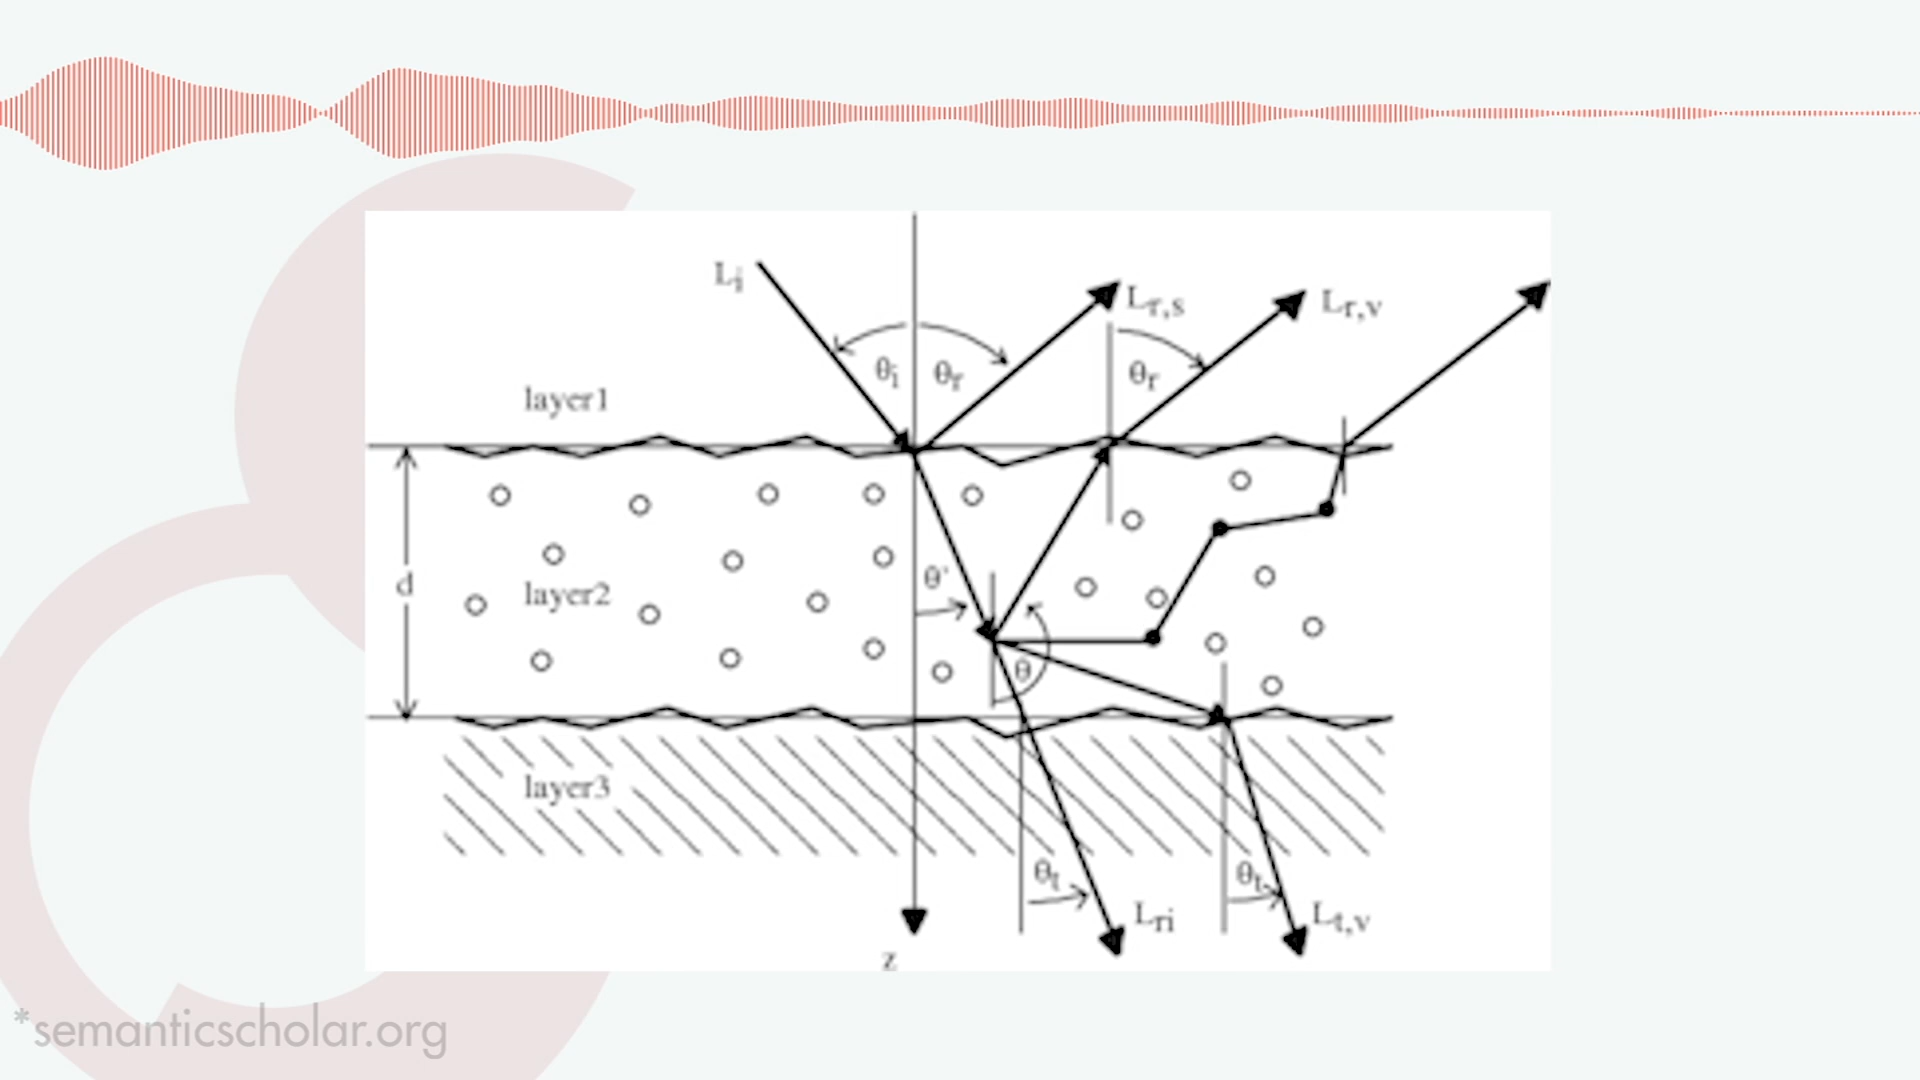 Li
Lr,s
Lr,v
θi
θr
θr
layer1
d
layer2
θ'
θ
layer3
θt
θt
Lri
Lt,v
z
*semanticscholar.org